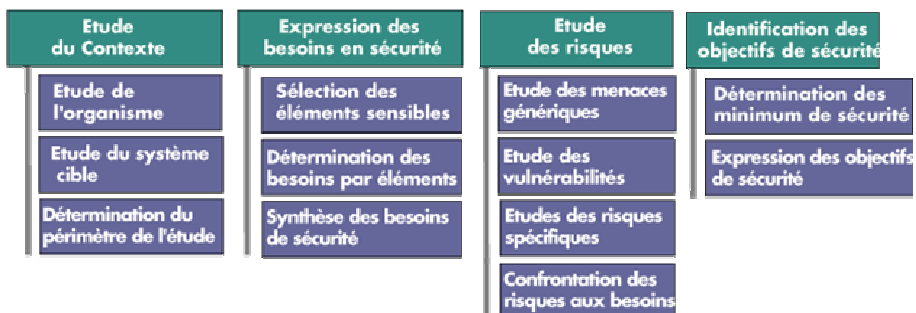 Etude
du Contexte
Etude de
l'organisme
Etude du système
cible
Détermination du
périmètre de l'étude
Expression des
besoins en sécurité
Sélection des
éléments sensibles
Détermination des
besoins par éléments
Synthèse des besoins
de sécurité
Etude
des risques
Etude des menaces
génériques
Etude des
vulnérabilités
Etudes des risques
spécifiques
Confrontation des
risques aux besoins
Identification des
objectifs de sécurité
Détermination des
minimum de sécurité
Expression des objectifs
de sécurité